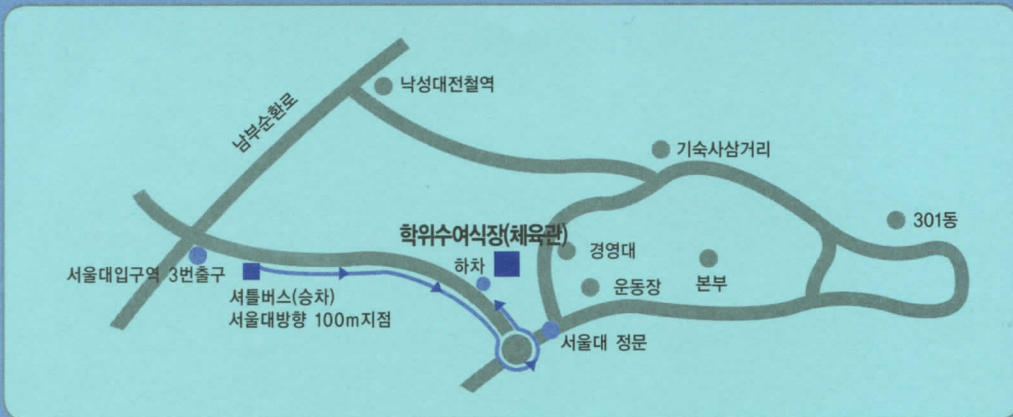 낙성대전철역
남부순환로
기숙사삼거리
301동
학위수여식장(체육관)
경영대
하차
본부
서울대입구역 3번출구
운동장
셔틀버스(승차)
서울대방향 100m지점
서울대 정문